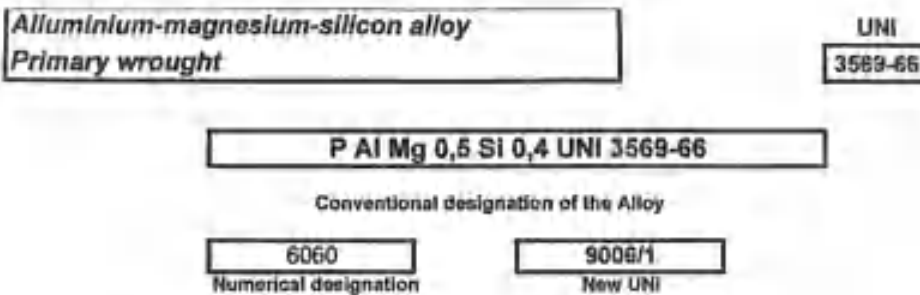 Alluminium-magnesium-silicon alloy
Primary wrought
UNI
3569-66
P Al Mg 0,5 Si 0,4 UNI 3569-66
Conventional designation of the Alloy
6060
Numerical designation
9006/1
New UNI